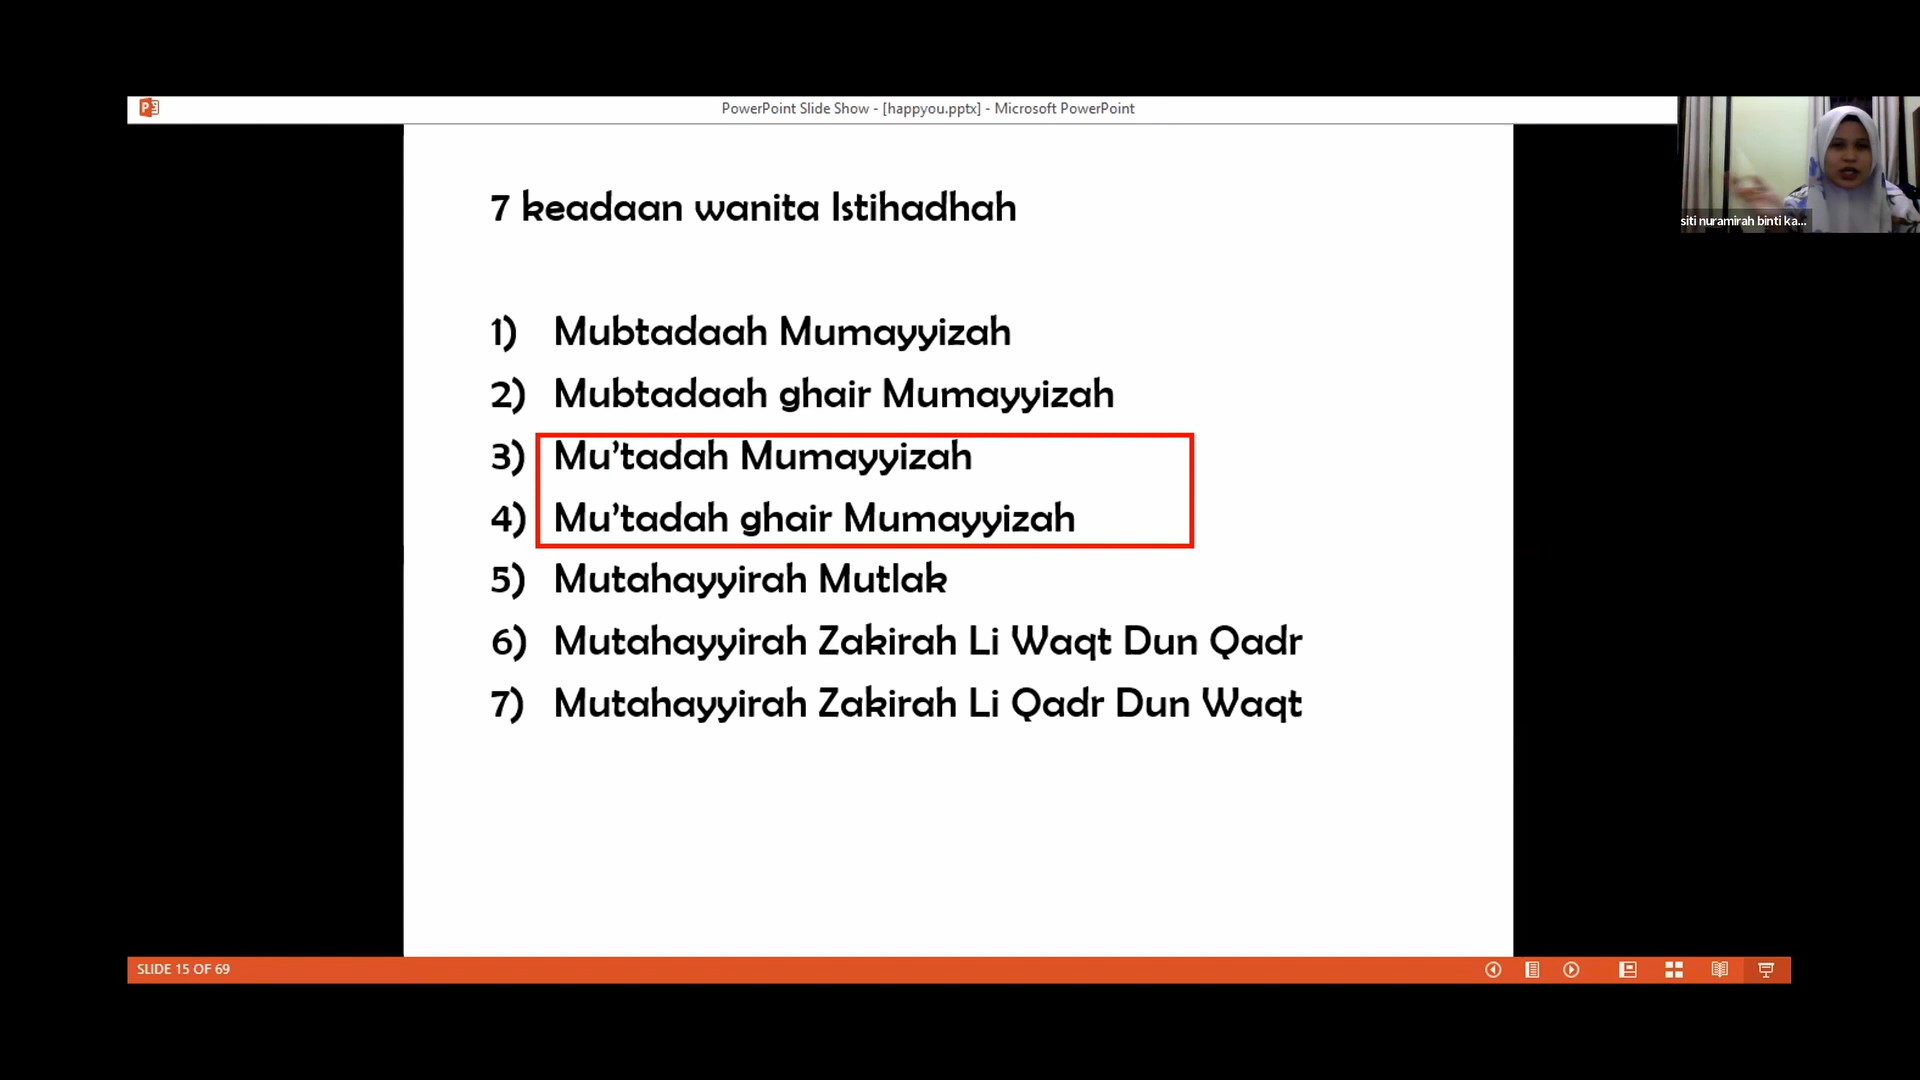 PowerPoint Slide Show - [happyou.pptx] - Microsoft PowerPoint
siti nuramirah binti ka...
7 keadaan wanita Istihadhah
1) Mubtadaah Mumayyizah
2) Mubtadaah ghair Mumayyizah
3) Mu’tadah Mumayyizah
4) Mu’tadah ghair Mumayyizah
5) Mutahayyirah Mutlak
6) Mutahayyirah Zakirah Li Waqt Dun Qadr
7) Mutahayyirah Zakirah Li Qadr Dun Waqt
SLIDE 15 OF 69